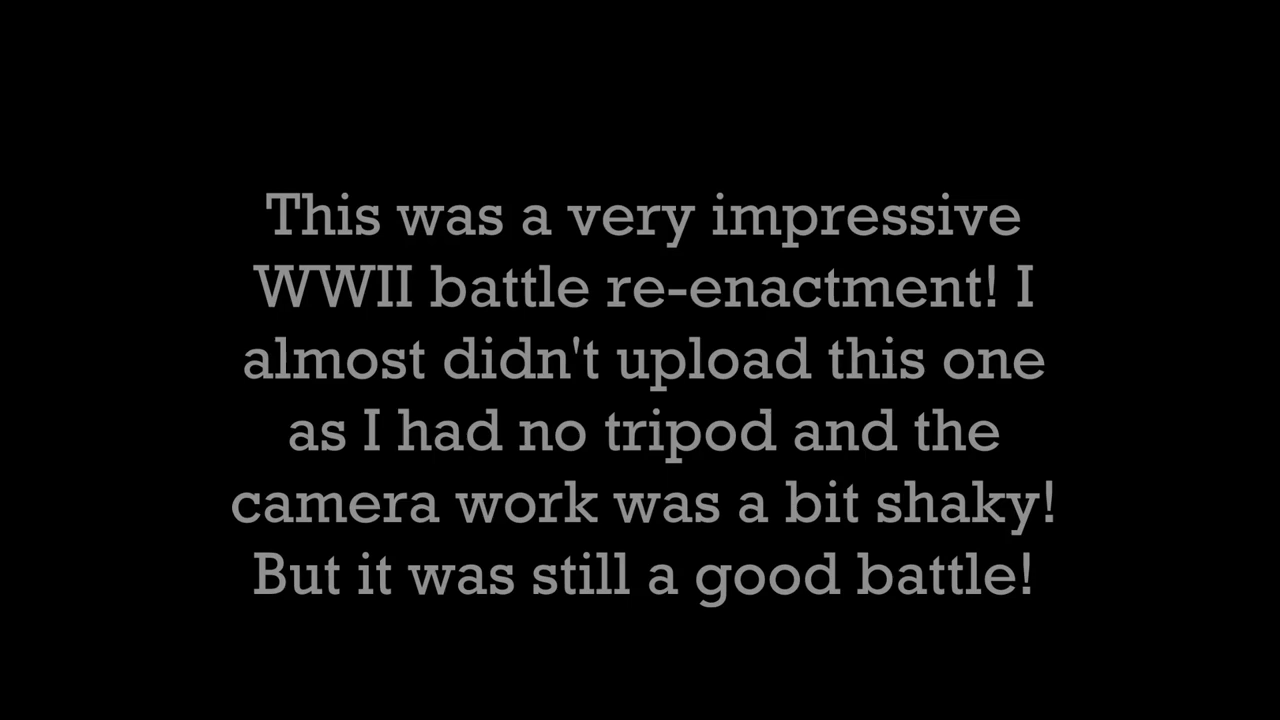 This was a very impressive
WWII battle re-enactment! I
almost didn't upload this one
as I had no tripod and the
camera work was a bit shaky!
But it was still a good battle!